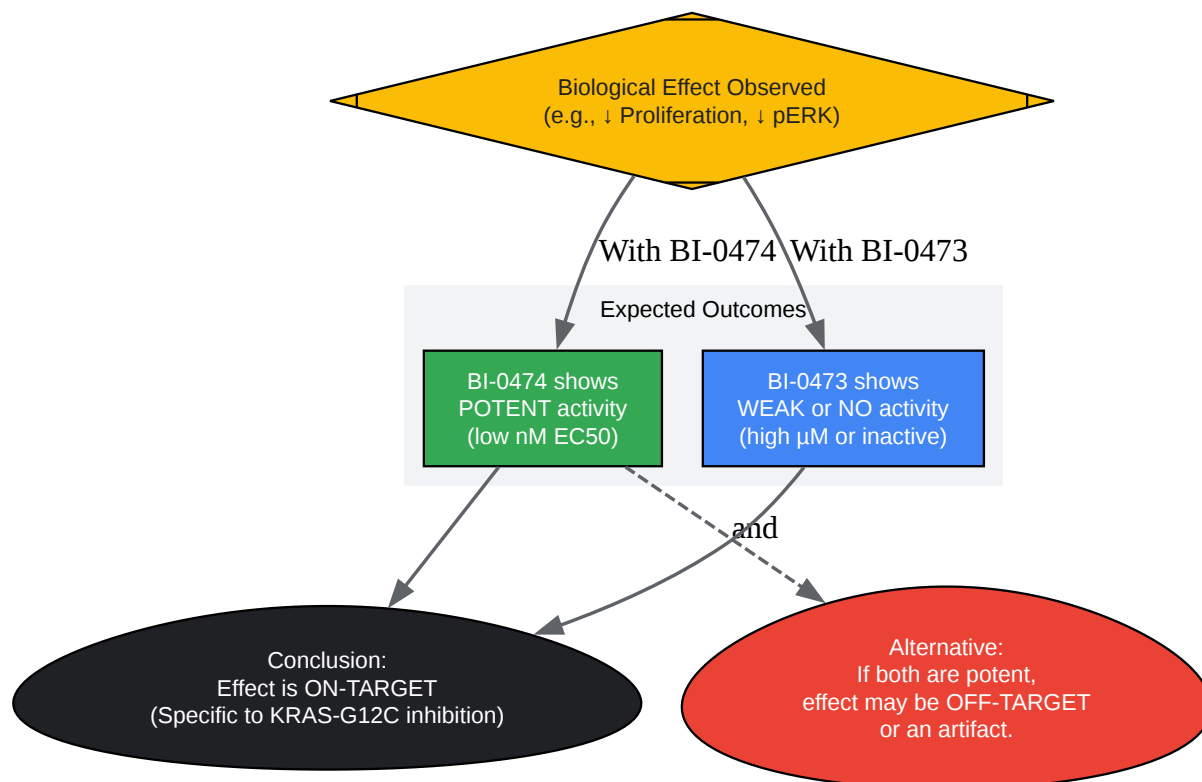 Biological Effect Observed
(e.g., ↓ Proliferation, ↓ pERK)
With BI-0474
With BI-0473
Expected Outcomes
BI-0474 shows
POTENT activity
(low nM EC50)
BI-0473 shows
WEAK or NO activity
(high µM or inactive)
and
Conclusion:
Effect is ON-TARGET
(Specific to KRAS-G12C inhibition)
Alternative:
If both are potent,
effect may be OFF-TARGET
or an artifact.